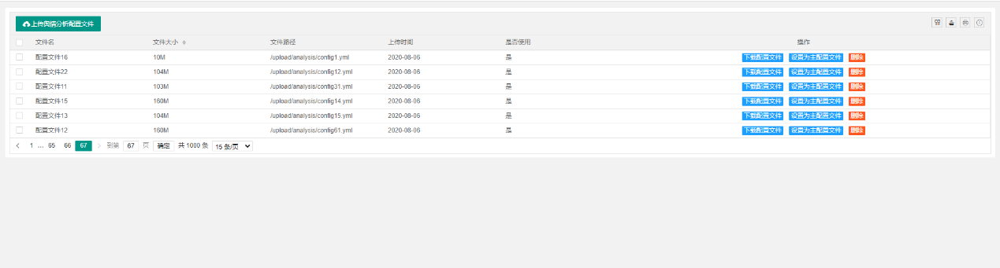 上传舆情分析配置文件
文件名 文件大小 文件路径 上传时间 是否使用 操作
配置文件16 10M /upload/analysis/config1.yml 2020-08-06 是 下载配置文件 设置为主配置文件 删除
配置文件22 104M /upload/analysis/config12.yml 2020-08-06 是 下载配置文件 设置为主配置文件 删除
配置文件11 103M /upload/analysis/config31.yml 2020-08-06 是 下载配置文件 设置为主配置文件 删除
配置文件15 160M /upload/analysis/config14.yml 2020-08-06 是 下载配置文件 设置为主配置文件 删除
配置文件13 104M /upload/analysis/config15.yml 2020-08-06 是 下载配置文件 设置为主配置文件 删除
配置文件12 160M /upload/analysis/config61.yml 2020-08-06 是 下载配置文件 设置为主配置文件 删除
1 … 65 66 67 到第 67 页 确定 共 1000 条 15 条/页